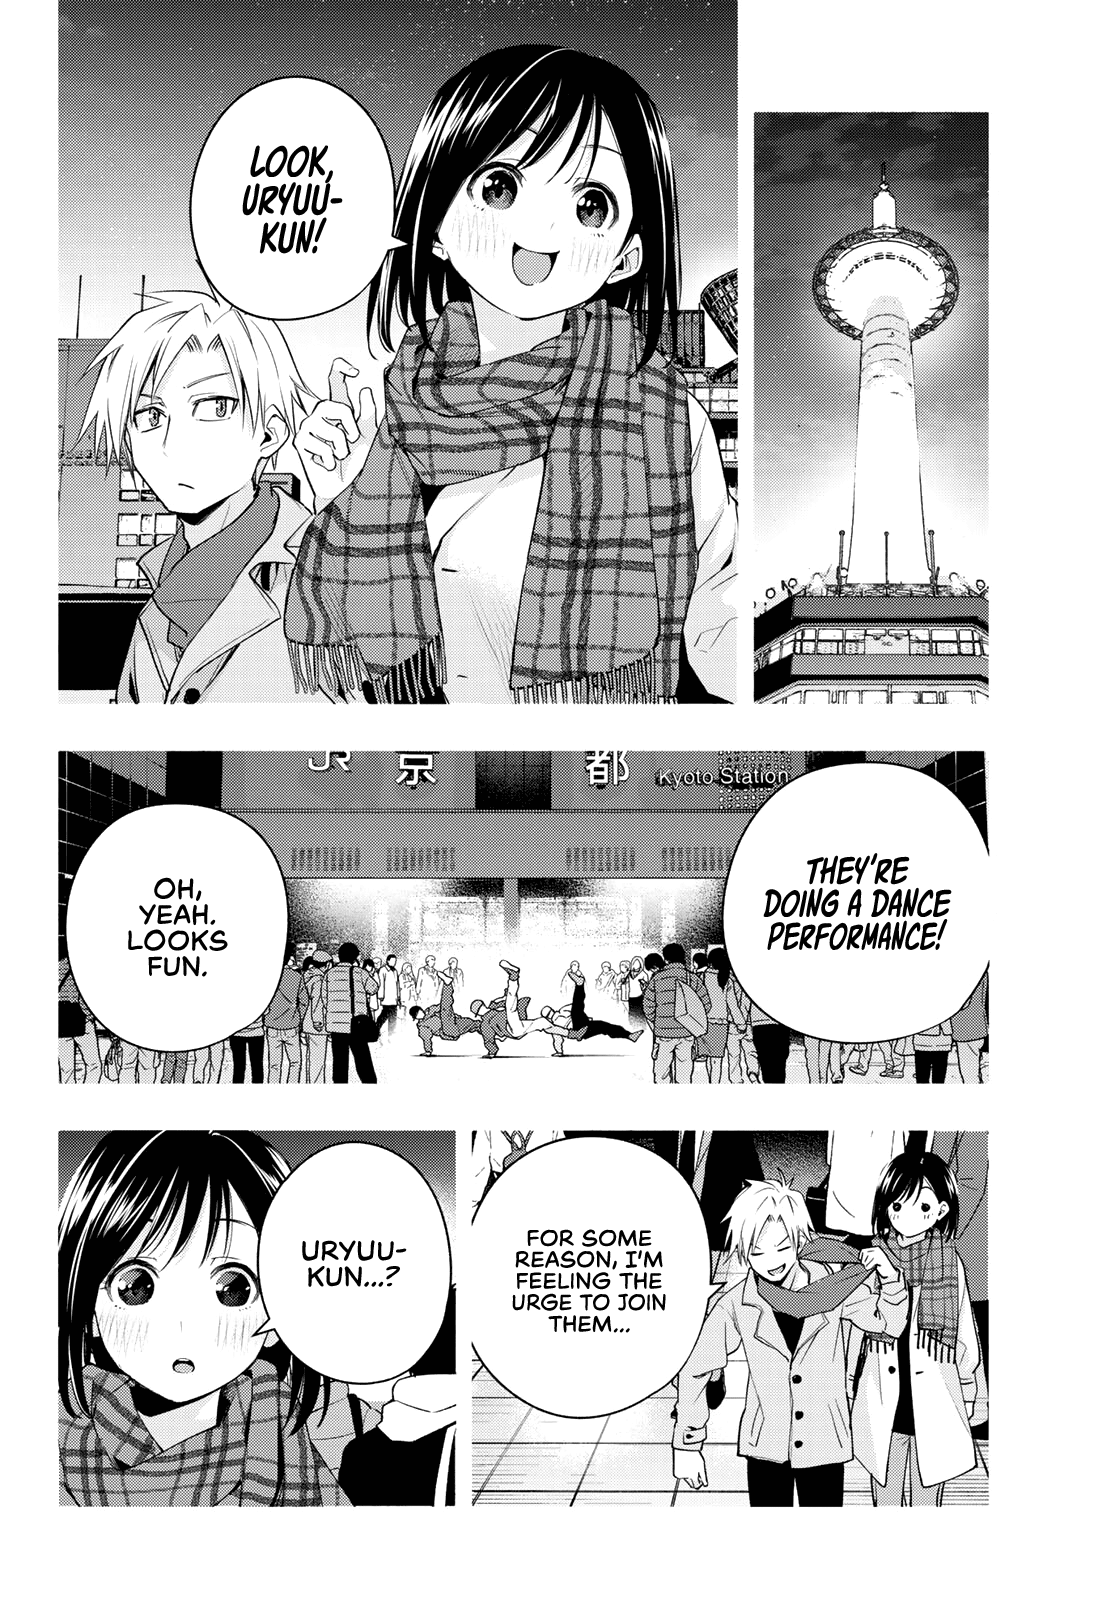 LOOK,
URYUU-
KUN!
JR 京 都 Kyoto Station
THEY'RE
DOING A DANCE
PERFORMANCE!
OH,
YEAH.
LOOKS
FUN.
FOR SOME
REASON, I'M
FEELING THE
URGE TO JOIN
THEM...
URYUU-
KUN...?